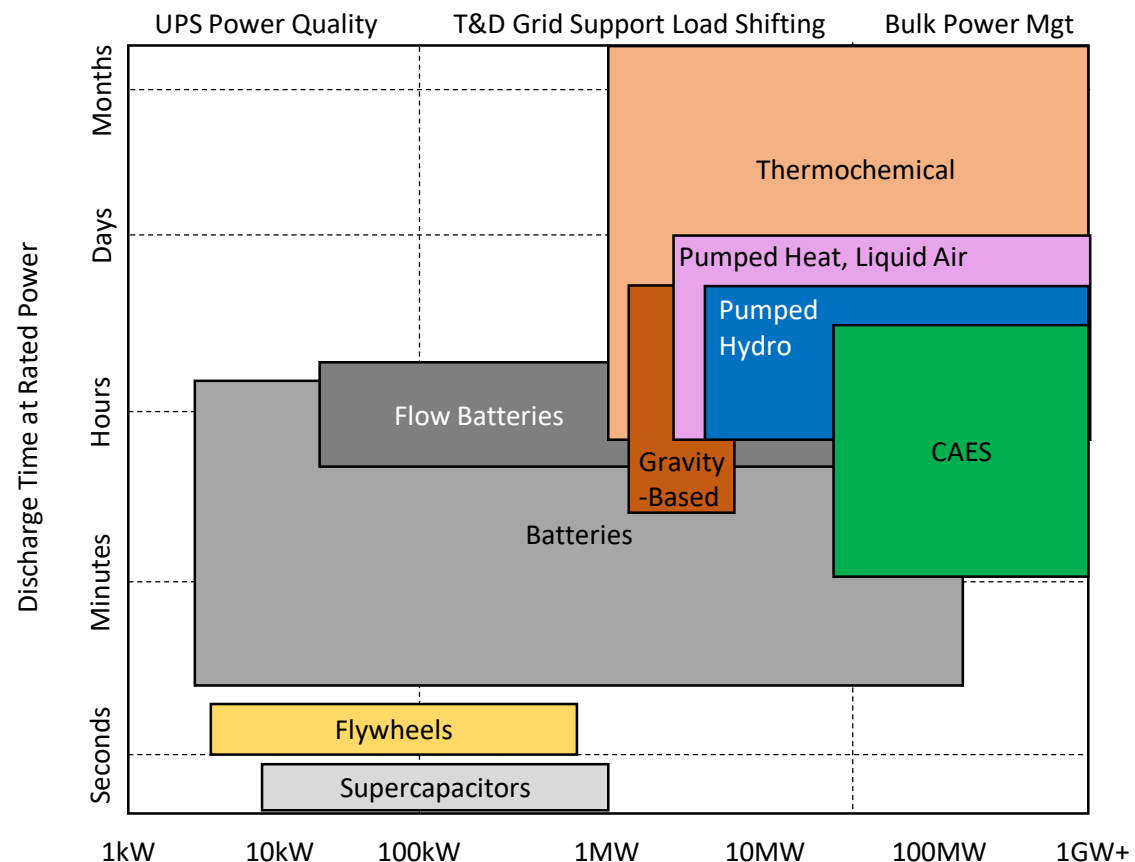 UPS Power Quality
T&D Grid Support Load Shifting
Bulk Power Mgt
Discharge Time at Rated Power
Months
Days
Hours
Minutes
Seconds
Thermochemical
Pumped Heat, Liquid Air
Pumped
Hydro
Flow Batteries
CAES
Gravity
-Based
Batteries
Flywheels
Supercapacitors
1kW
10kW
100kW
1MW
10MW
100MW
1GW+